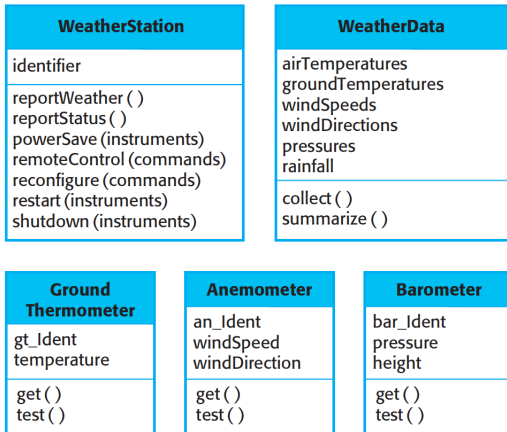 WeatherStation
identifier
reportWeather ( )
reportStatus ( )
powerSave (instruments)
remoteControl (commands)
reconfigure (commands)
restart (instruments)
shutdown (instruments)
WeatherData
airTemperatures
groundTemperatures
windSpeeds
windDirections
pressures
rainfall
collect ( )
summarize ( )
Ground
Thermometer
gt_Ident
temperature
get ( )
test ( )
Anemometer
an_Ident
windSpeed
windDirection
get ( )
test ( )
Barometer
bar_Ident
pressure
height
get ( )
test ( )